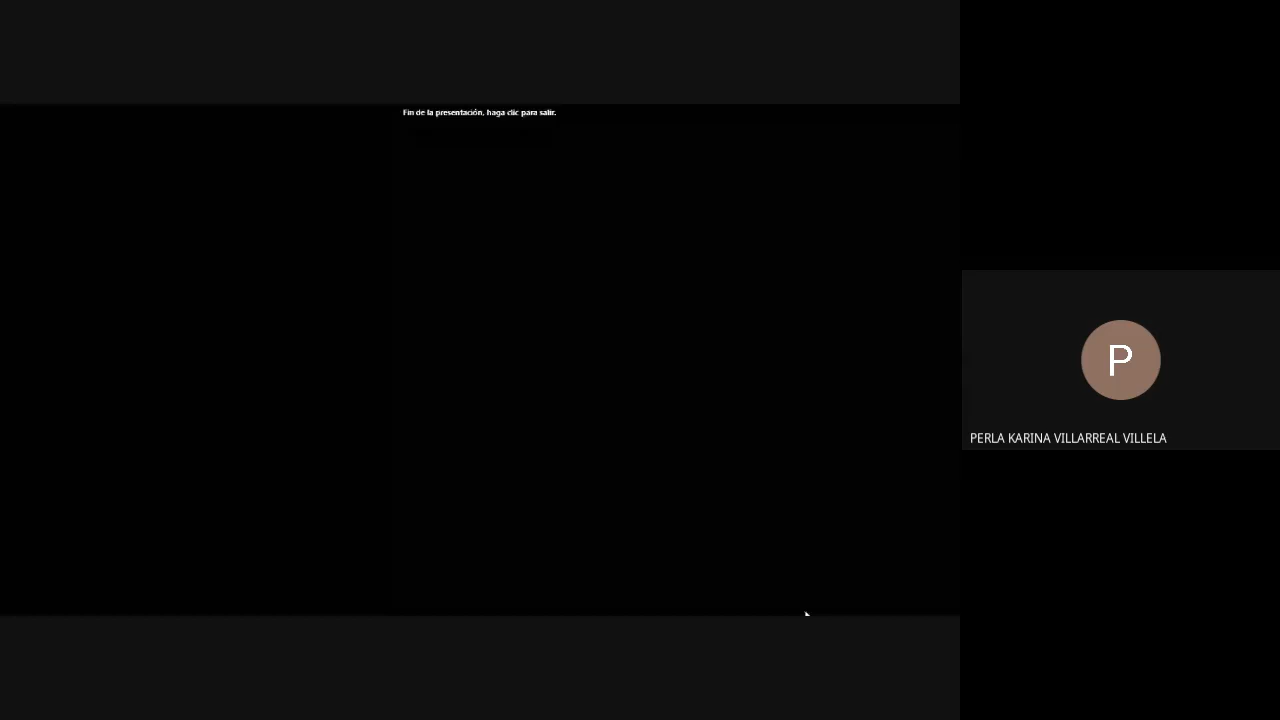 Fin de la presentación, haga clic para salir.
P
PERLA KARINA VILLARREAL VILLELA